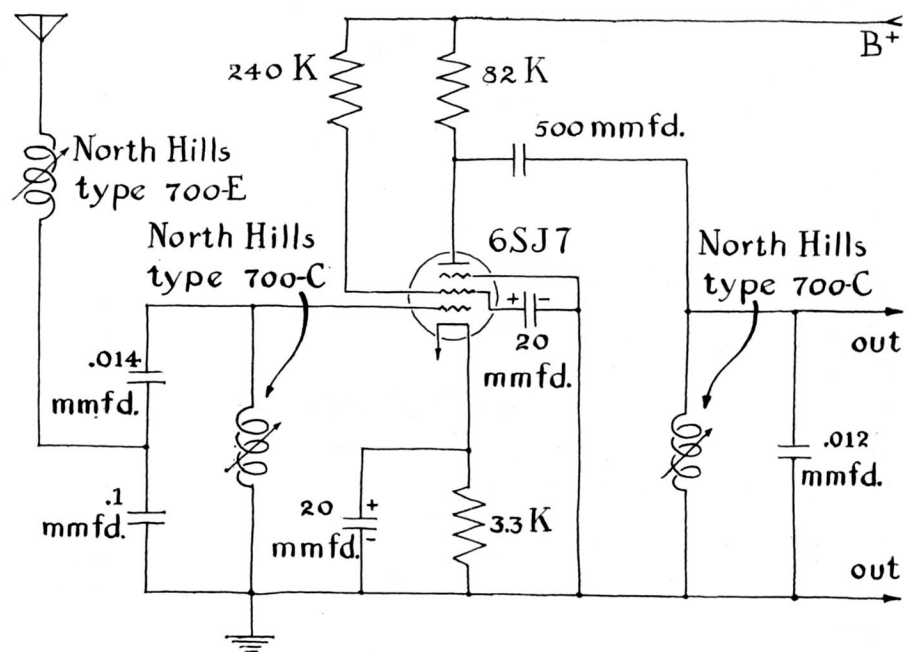 B+
240 K
82 K
500 mmfd.
North Hills
type 700-E
North Hills
type 700-C
6SJ7
North Hills
type 700-C
+ -
20
mmfd.
out
.014
mmfd.
.012
mmfd.
.1
mmfd.
20 +
mmfd. -
3.3 K
out